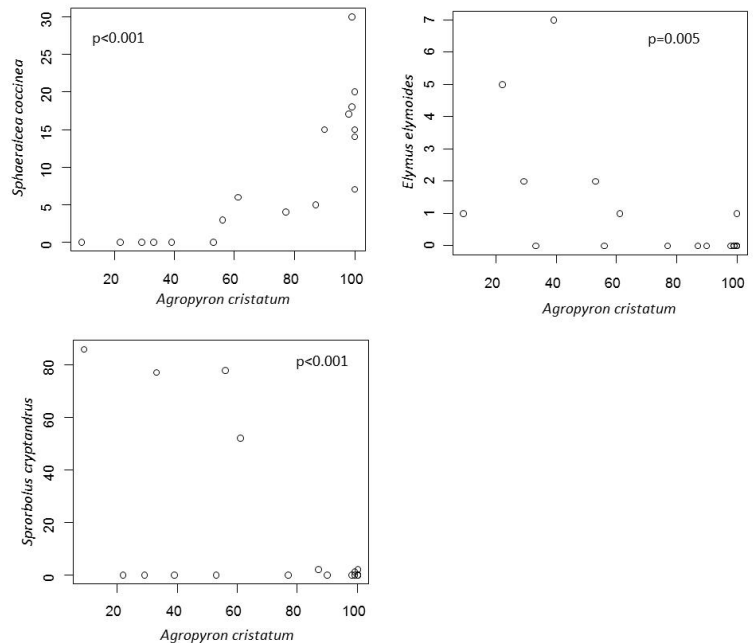 p<0.001
30
25
20
15
10
5
0
Sphaeralcea coccinea
20 40 60 80 100
Agropyron cristatum
p=0.005
7
6
5
4
3
2
1
0
Elymus elymoides
20 40 60 80 100
Agropyron cristatum
p<0.001
80
60
40
20
0
Sprorbolus cryptandrus
20 40 60 80 100
Agropyron cristatum